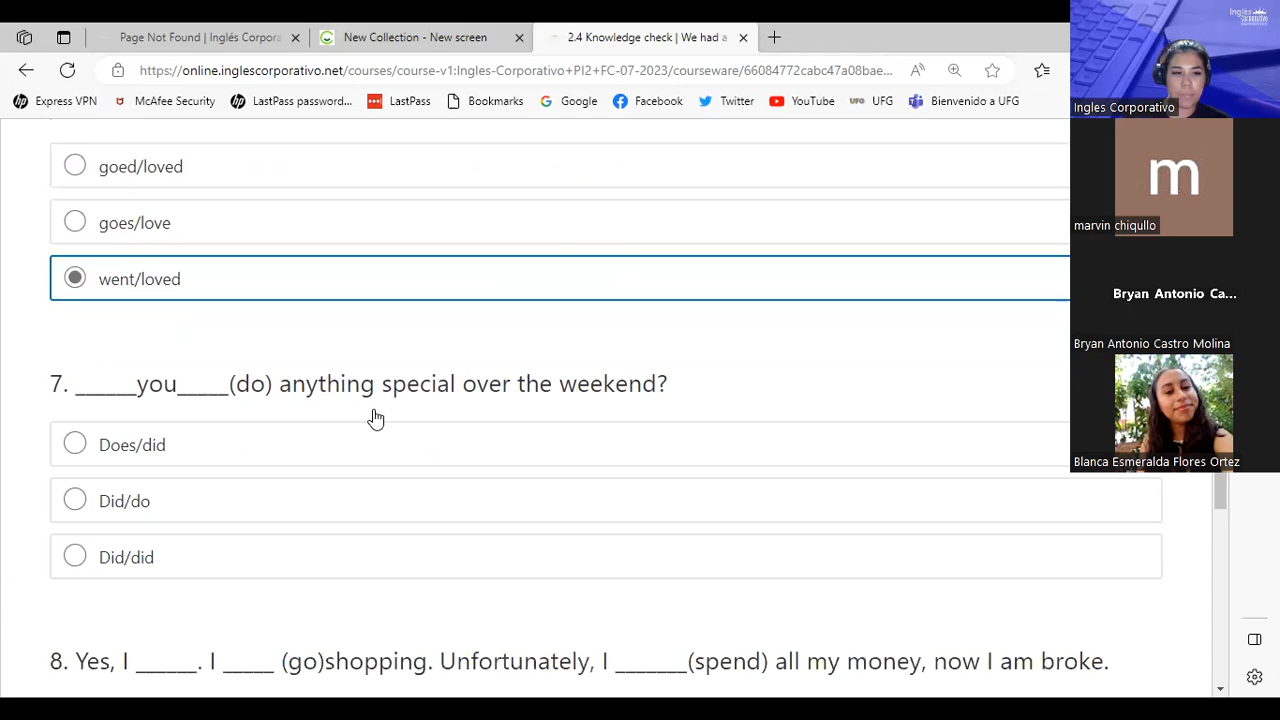 Page Not Found | Inglés Corpora
New Collection - New screen
2.4 Knowledge check | We had a
https://online.inglescorporativo.net/courses/course-v1:Ingles-Corporativo+PI2+FC-07-2023/courseware/66084772cabc47a08bae...
Express VPN
McAfee Security
LastPass password...
LastPass
Bookmarks
Google
Facebook
Twitter
YouTube
UFG
Bienvenido a UFG
goed/loved
goes/love
went/loved
7. ______you_____(do) anything special over the weekend?
Does/did
Did/do
Did/did
8. Yes, I ______. I _____ (go)shopping. Unfortunately, I _______(spend) all my money, now I am broke.
Ingles Corporativo
m
marvin chiqullo
Bryan Antonio Ca...
Bryan Antonio Castro Molina
Blanca Esmeralda Flores Ortez